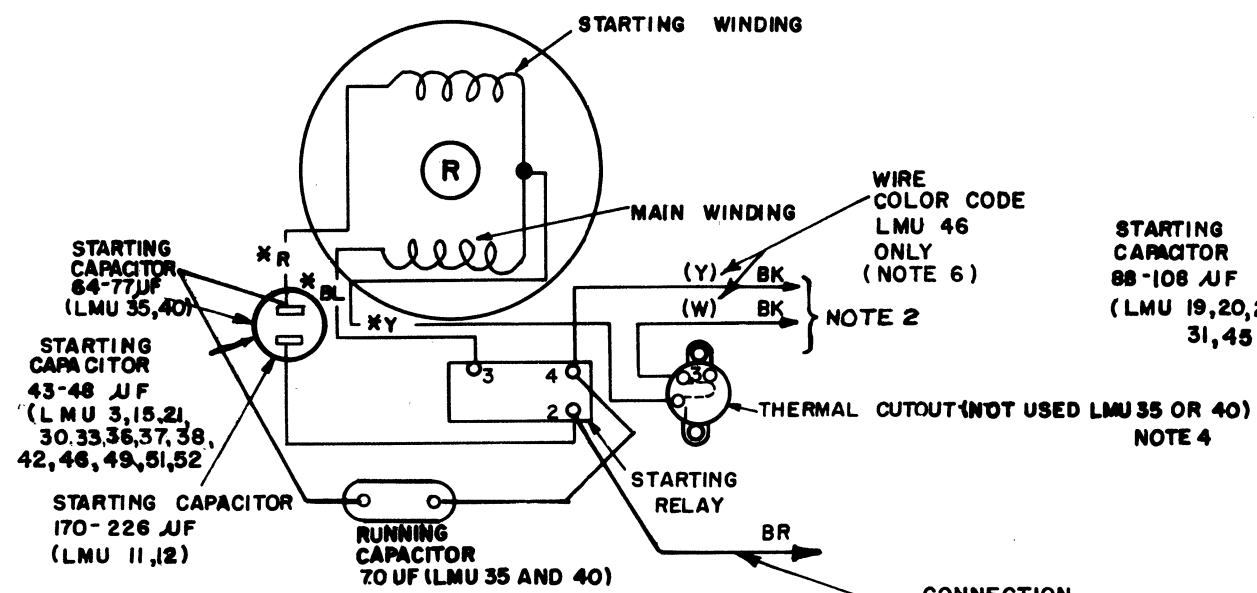 STARTING WINDING
R
MAIN WINDING
WIRE
COLOR CODE
LMU 46
ONLY
(NOTE 6)
STARTING
CAPACITOR
88-108 UF
(LMU 19,20,
31,45
STARTING
CAPACITOR
64-77UF
(LMU 35,40)
*R
*BL
*Y
(Y) BK
(W) BK
NOTE 2
STARTING
CAPACITOR
43-48 UF
(LMU 3,15,21,
30.33,36,37,38,
42,46,49,51,52
3
4
2
3
THERMAL CUTOUT (NOT USED LMU 35 OR 40)
NOTE 4
STARTING
RELAY
STARTING CAPACITOR
170-226 UF
(LMU 11,12)
RUNNING
CAPACITOR
7.0 UF (LMU 35 AND 40)
BR
CONNECTION